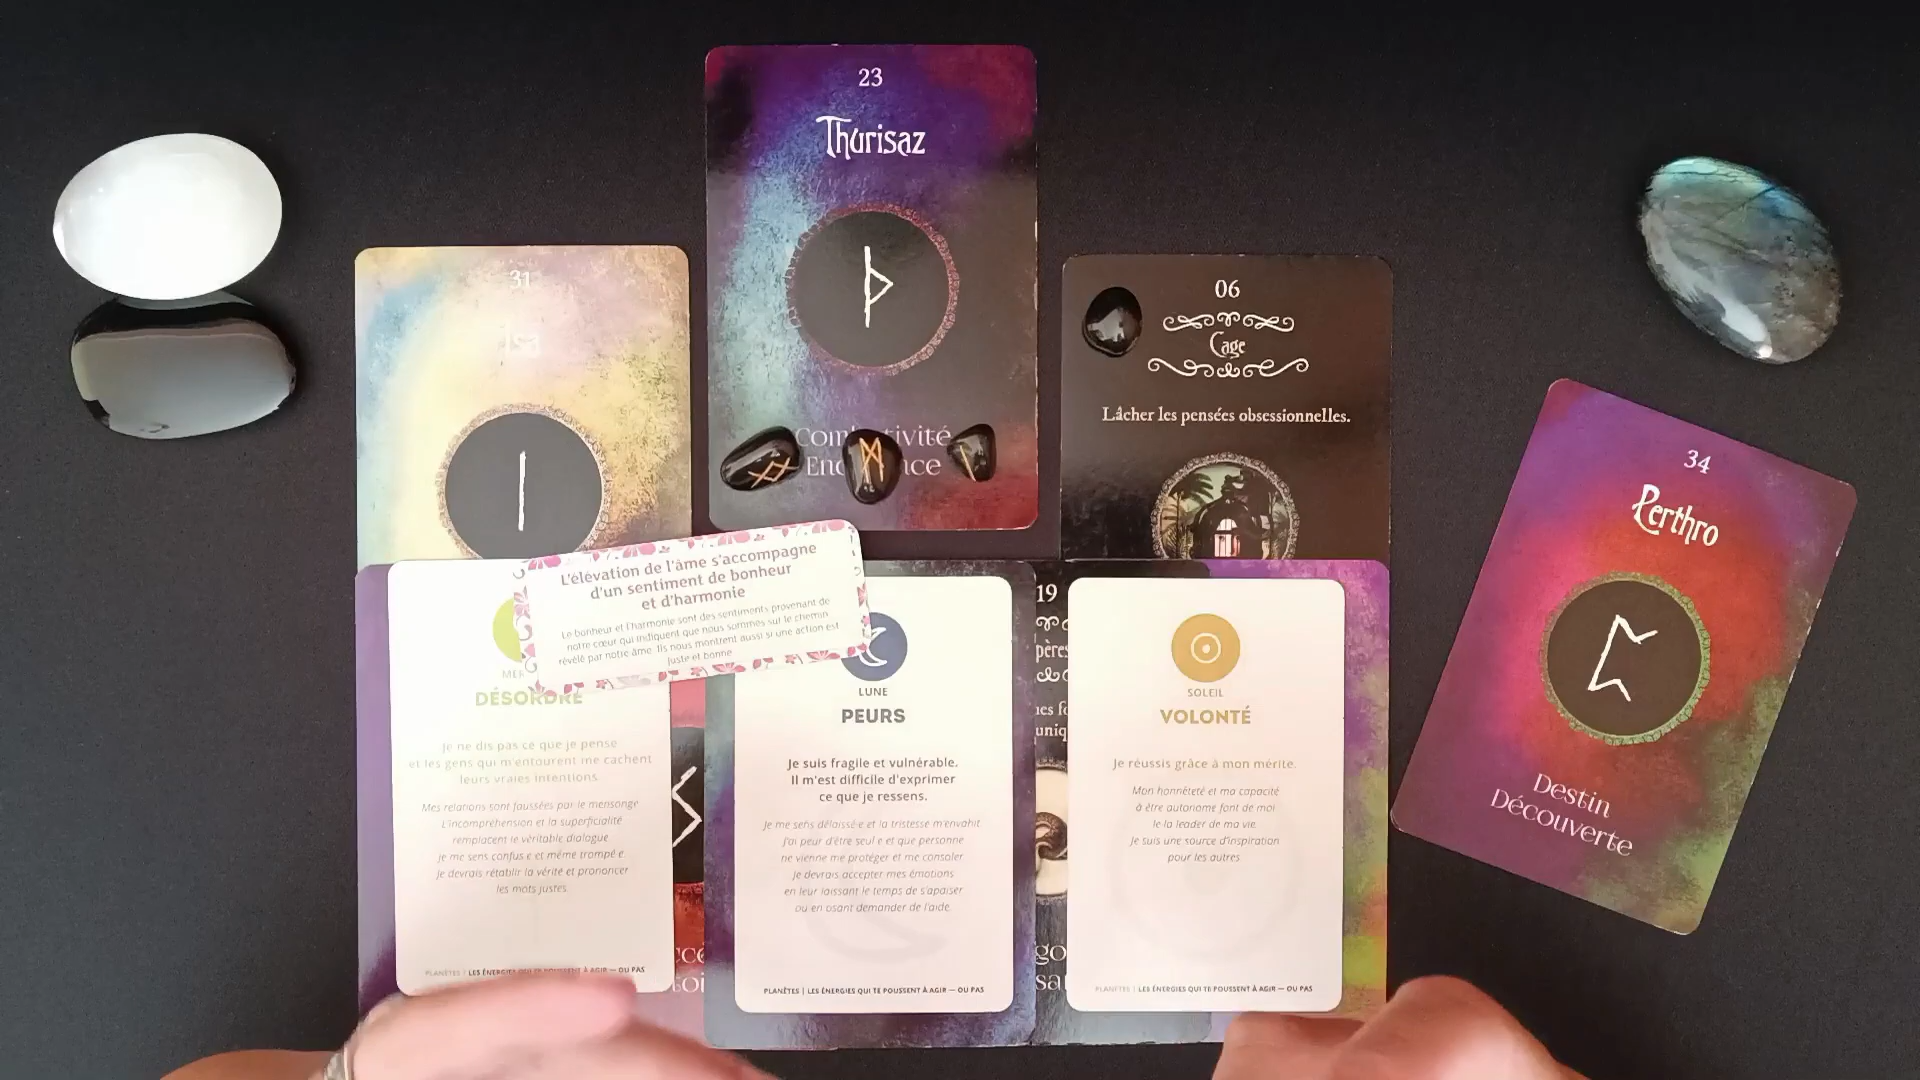 23
Thurisaz
31
Isa
06
Cage
Lâcher les pensées obsessionnelles.
34
Perthro
Destin
Découverte
L'élévation de l'âme s'accompagne
d'un sentiment de bonheur
et d'harmonie
Le bonheur et l'harmonie sont des sentiments provenant de
notre cœur qui indiquent que nous sommes sur le chemin
révélé par notre âme. Ils nous montrent aussi si une action est
juste et bonne
DÉSORDRE
Je ne dis pas ce que je pense
et les gens qui m'entourent me cachent
leurs vraies intentions.
Mes relations sont faussées par le mensonge
L'incompréhension et la superficialité
remplacent le véritable dialogue
Je me sens confus·e et même trompé·e.
Je devrais rétablir la vérité et prononcer
les mots justes.
PLANÈTES | LES ÉNERGIES QUI TE POUSSENT À AGIR — OU PAS
LUNE
PEURS
Je suis fragile et vulnérable.
Il m'est difficile d'exprimer
ce que je ressens.
Je me sens délaissé·e et la tristesse m'envahit
J'ai peur d'être seul·e et que personne
ne vienne me protéger et me consoler.
Je devrais accepter mes émotions
en leur laissant le temps de s'apaiser
ou en osant demander de l'aide.
PLANÈTES | LES ÉNERGIES QUI TE POUSSENT À AGIR — OU PAS
19
SOLEIL
VOLONTÉ
Je réussis grâce à mon mérite.
Mon honnêteté et ma capacité
à être autonome font de moi
le·la leader de ma vie.
Je suis une source d'inspiration
pour les autres.
PLANÈTES | LES ÉNERGIES QUI TE POUSSENT À AGIR — OU PAS